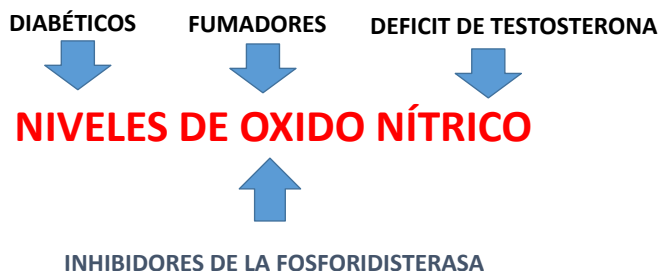 DIABÉTICOS FUMADORES DEFICIT DE TESTOSTERONA
NIVELES DE OXIDO NÍTRICO
INHIBIDORES DE LA FOSFORIDISTERASA